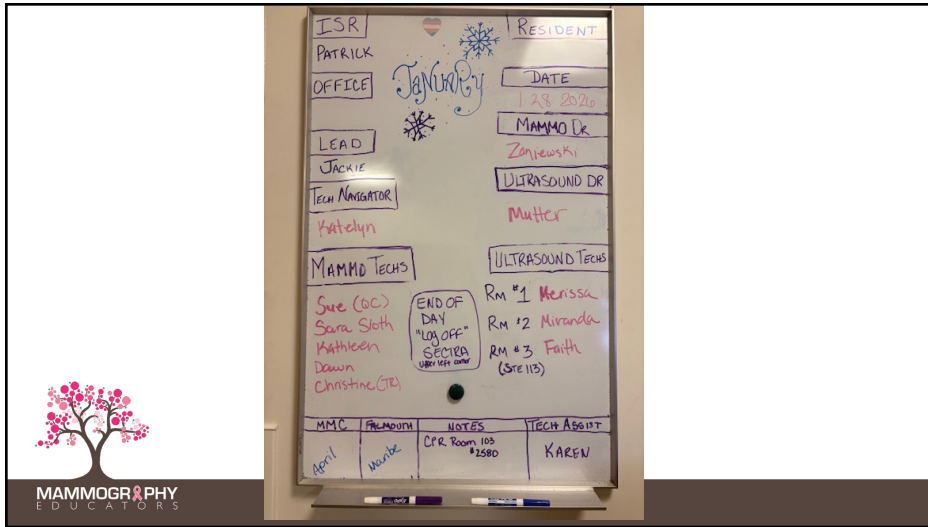 ISR
PATRICK
OFFICE
JANUARY
RESIDENT
DATE
1 28 2026
MAMMO DR
Zaniewski
ULTRASOUND DR
Mutter
LEAD
JACKIE
TECH NAVIGATOR
Katelyn
MAMMO TECHS
Sue (QC)
Sara Sloth
Kathleen
Dawn
Christine (TR)
END OF
DAY
"Log OFF"
SECTRA
upper left corner
ULTRASOUND TECHS
RM #1 Merissa
RM #2 Miranda
RM #3 Faith
(STE 113)
MMC
April
FALMOUTH
NOTES
CPR Room 103
#2580
TECH ASSIST
KAREN
MAMMOGRAPHY
EDUCATORS